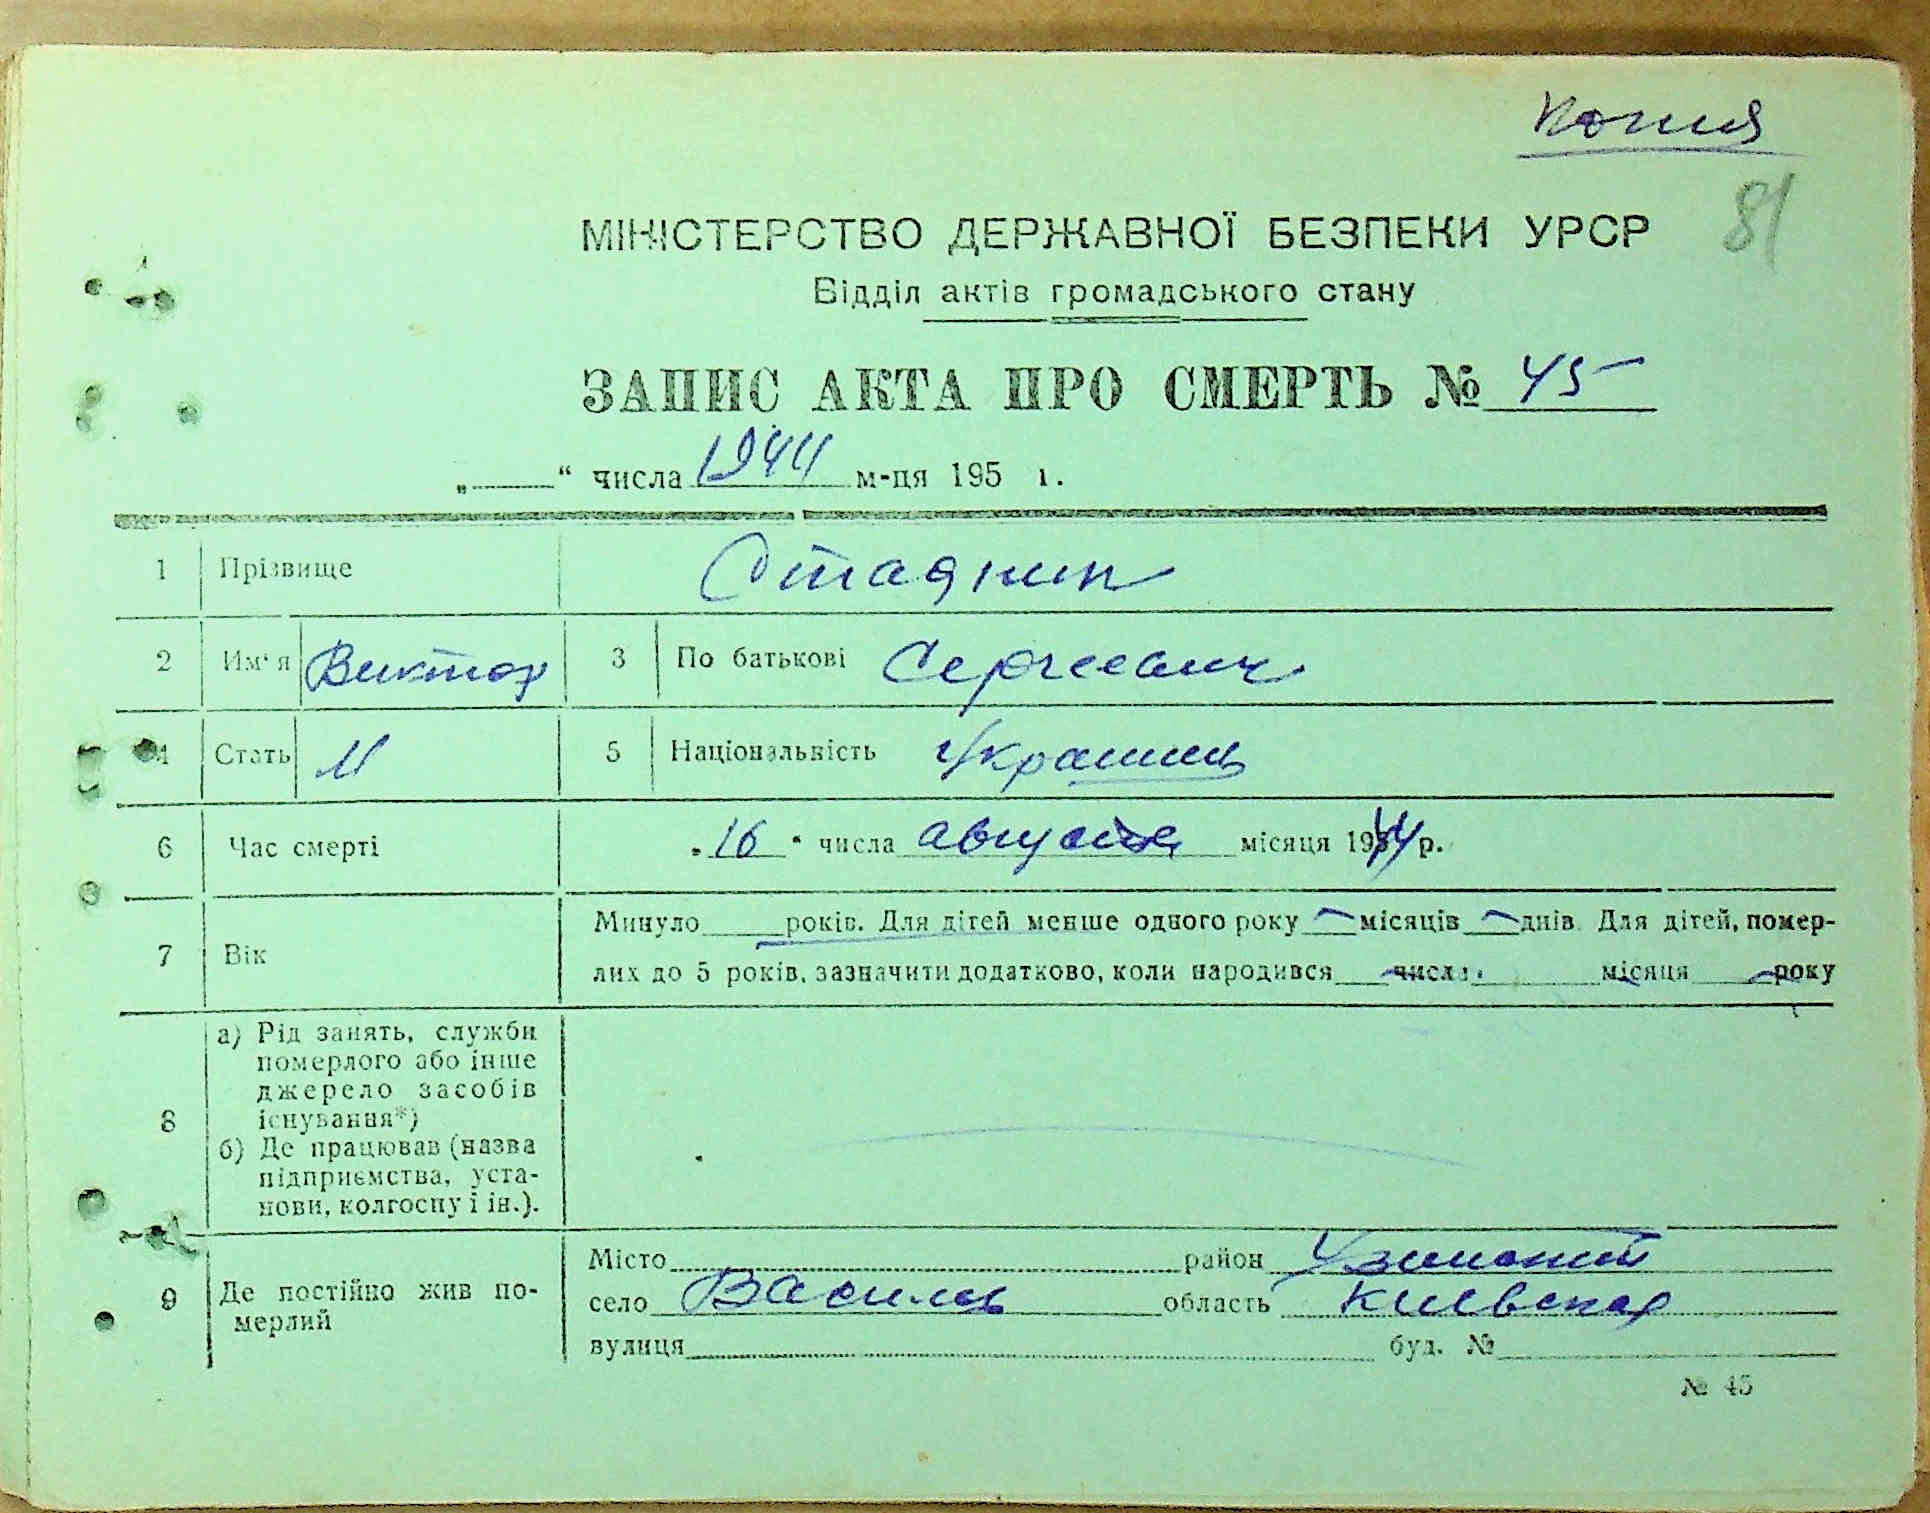 Копия
81
МІНІСТЕРСТВО ДЕРЖАВНОЇ БЕЗПЕКИ УРСР
Відділ актів громадського стану
ЗАПИС АКТА ПРО СМЕРТЬ № 45
„ “ числа 1944 м-ця 195 г.
1 Прізвище Стадник
2 Им‘я Виктор 3 По батькові Сергеевич
4 Стать М 5 Національність Украинец
6 Час смерті „16“ числа августа місяця 1944 р.
7 Вік Минуло року. Для дітей менше одного року — місяців — днів. Для дітей, помер-
лих до 5 років, зазначити додатково, коли народився числа місяця року
8 а) Рід занять, служби
померлого або інше
джерело засобів
існування*)
б) Де працював (назва
підприємства, уста-
нови, колгоспу і ін.).
9 Де постійно жив по-
мерлий
Місто район Узинский
село область Киевская
вулиця буд. №
№ 45